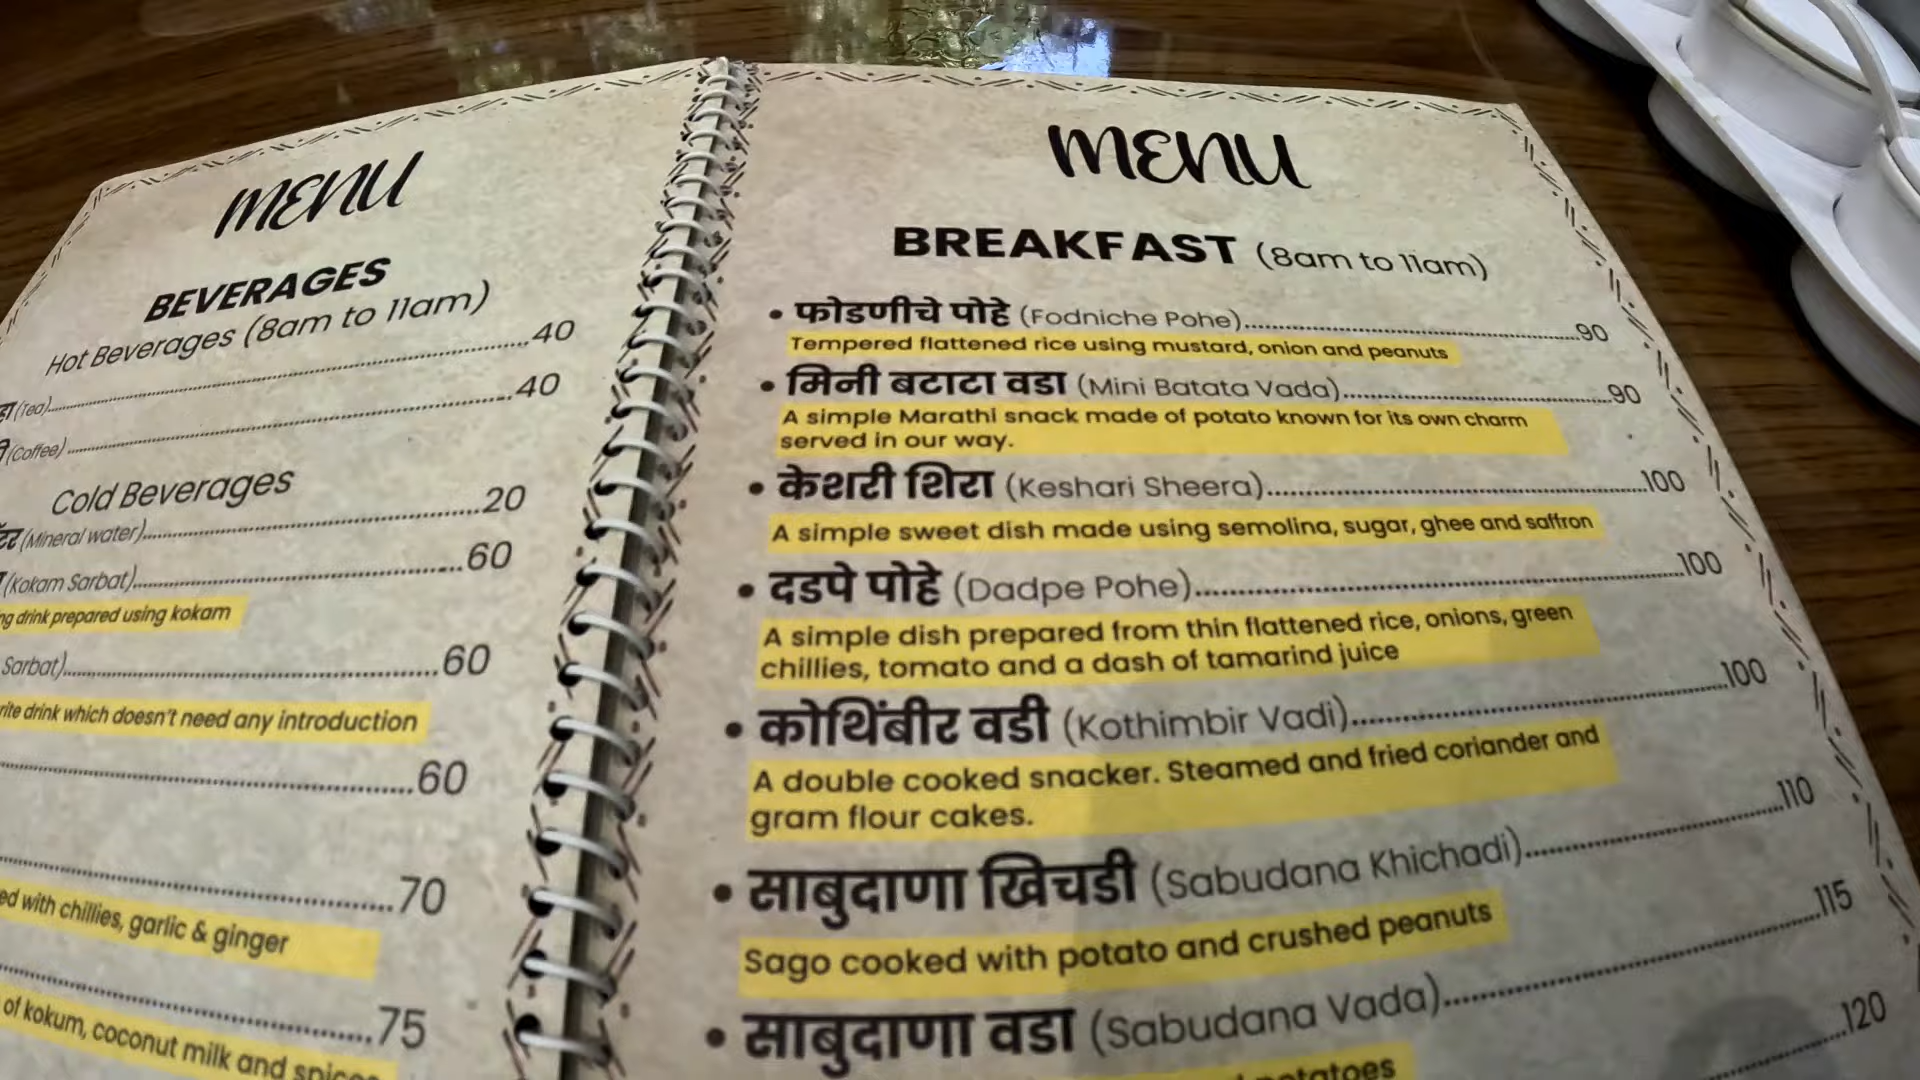 MENU
BEVERAGES
Hot Beverages (8am to 11am)
(Tea)..........40
(Coffee)..........40
Cold Beverages
(Mineral water)..........20
(Kokam Sarbat)..........60
drink prepared using kokam
Sarbat)..........60
drink which doesn't need any introduction
..........60
..........70
with chillies, garlic & ginger
..........75
of kokum, coconut milk and
MENU
BREAKFAST (8am to 11am)
• फोडणीचे पोहे (Fodniche Pohe)..........90
Tempered flattened rice using mustard, onion and peanuts
• मिनी बटाटा वडा (Mini Batata Vada)..........90
A simple Marathi snack made of potato known for its own charm
served in our way.
• केशरी शिरा (Keshari Sheera)..........100
A simple sweet dish made using semolina, sugar, ghee and saffron
• दडपे पोहे (Dadpe Pohe)..........100
A simple dish prepared from thin flattened rice, onions, green
chillies, tomato and a dash of tamarind juice
• कोथिंबीर वडी (Kothimbir Vadi)..........100
A double cooked snacker. Steamed and fried coriander and
gram flour cakes.
• साबुदाणा खिचडी (Sabudana Khichadi)..........110
Sago cooked with potato and crushed peanuts
• साबुदाणा वडा (Sabudana Vada)..........115
potatoes
..........120